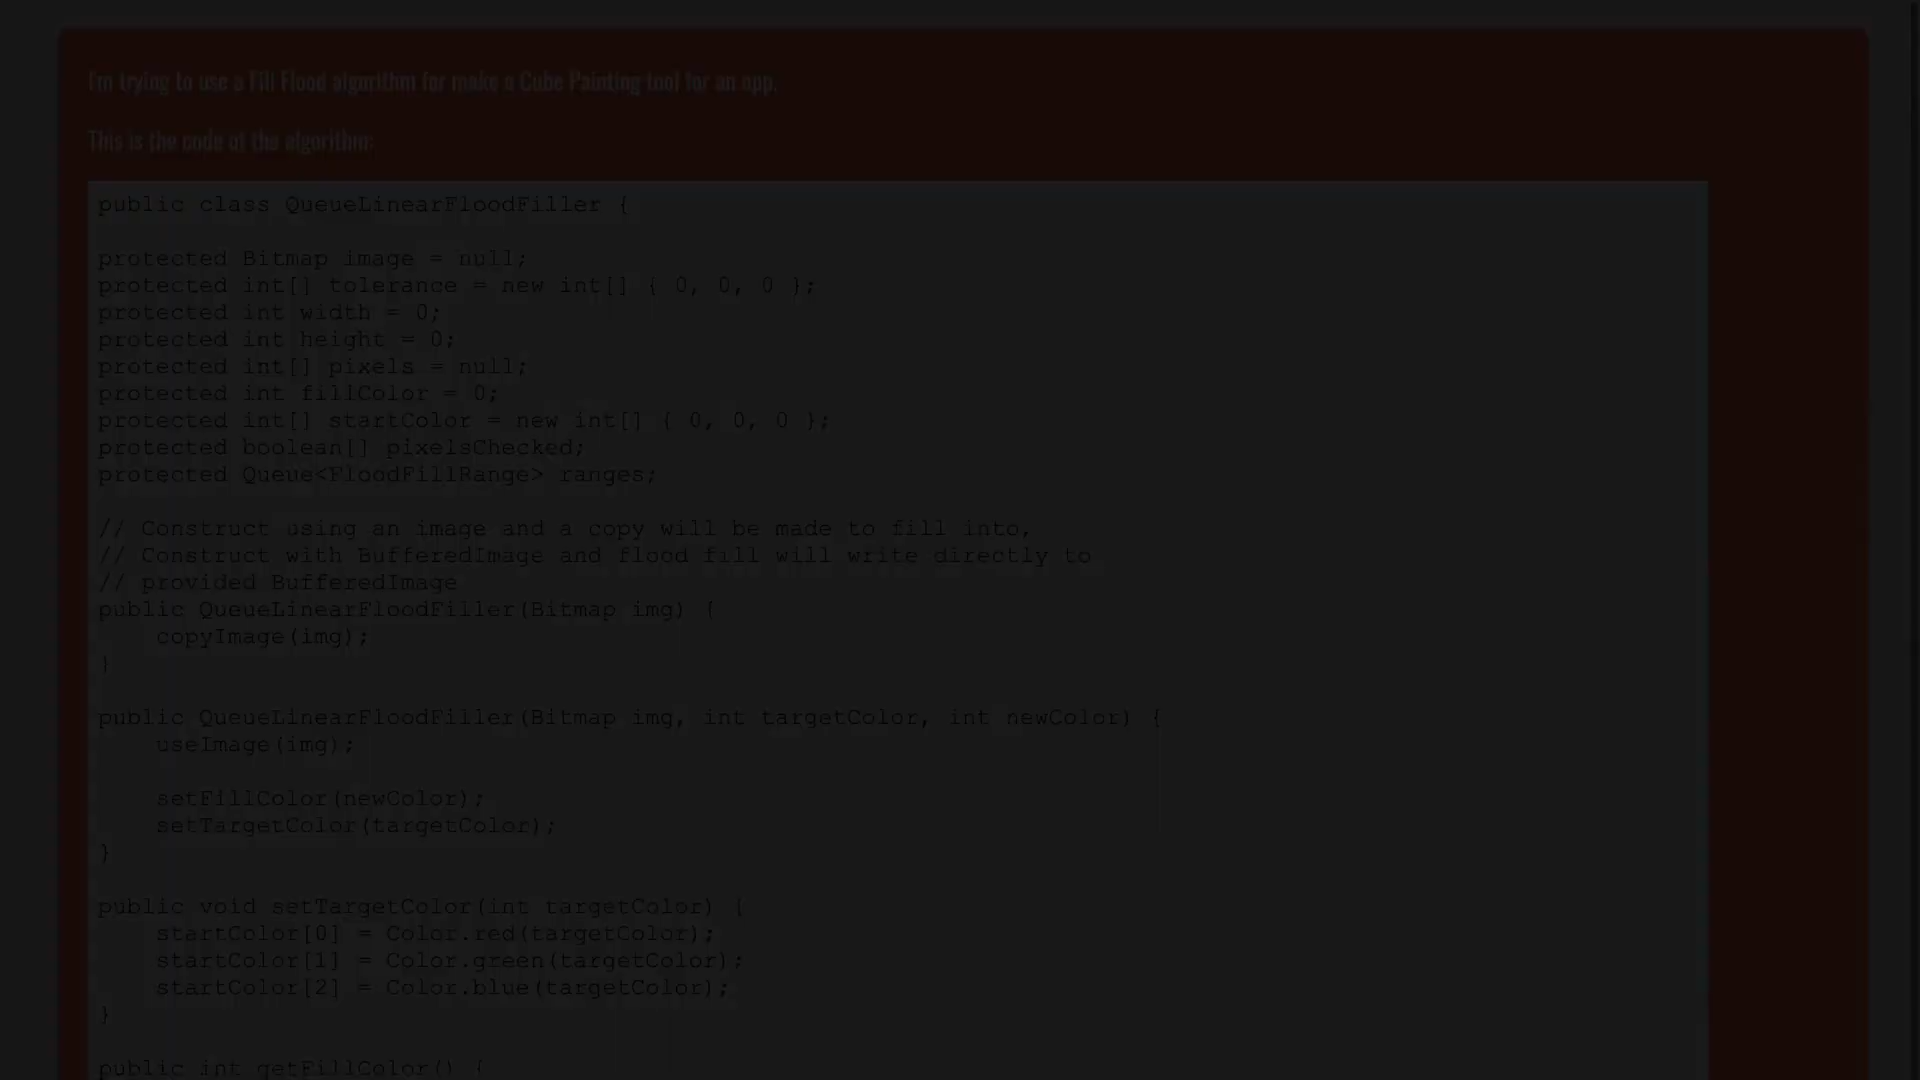 I'm trying to use a Fill Flood algorithm for make a Cube Painting tool for an app.
This is the code of the algorithm:
public class QueueLinearFloodFiller {
protected Bitmap image = null;
protected int[] tolerance = new int[] { 0, 0, 0 };
protected int width = 0;
protected int height = 0;
protected int[] pixels = null;
protected int fillColor = 0;
protected int[] startColor = new int[] { 0, 0, 0 };
protected boolean[] pixelsChecked;
protected Queue<FloodFillRange> ranges;
// Construct using an image and a copy will be made to fill into,
// Construct with BufferedImage and flood fill will write directly to
// provided BufferedImage
public QueueLinearFloodFiller(Bitmap img) {
copyImage(img);
}
public QueueLinearFloodFiller(Bitmap img, int targetColor, int newColor) {
useImage(img);
setFillColor(newColor);
setTargetColor(targetColor);
}
public void setTargetColor(int targetColor) {
startColor[0] = Color.red(targetColor);
startColor[1] = Color.green(targetColor);
startColor[2] = Color.blue(targetColor);
}
public int getFillColor() {